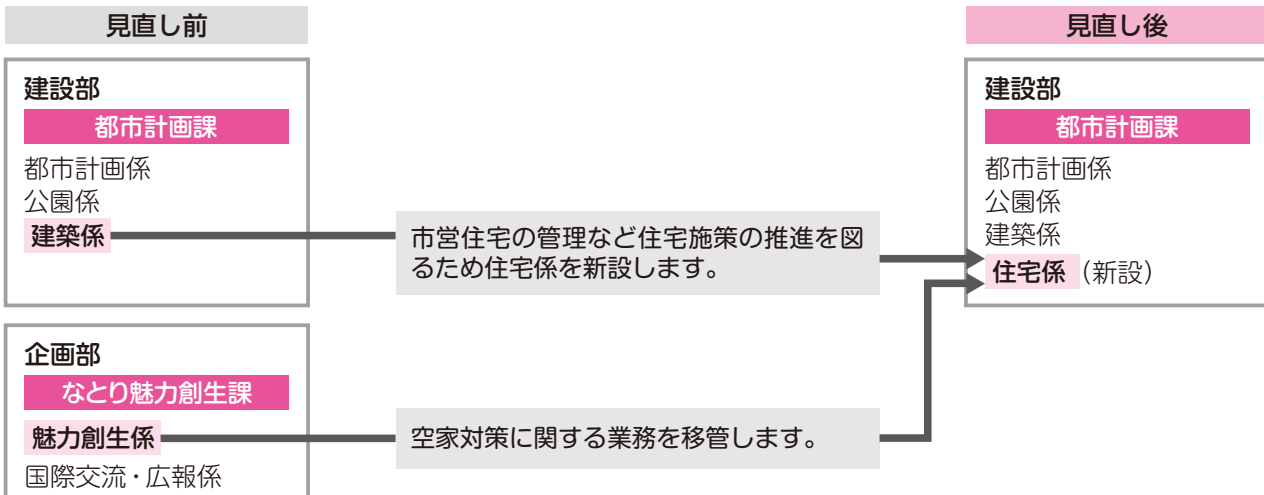 見直し前
建設部
都市計画課
都市計画係
公園係
建築係
企画部
なとり魅力創生課
魅力創生係
国際交流・広報係
市営住宅の管理など住宅施策の推進を図
るため住宅係を新設します。
空家対策に関する業務を移管します。
見直し後
建設部
都市計画課
都市計画係
公園係
建築係
住宅係（新設）